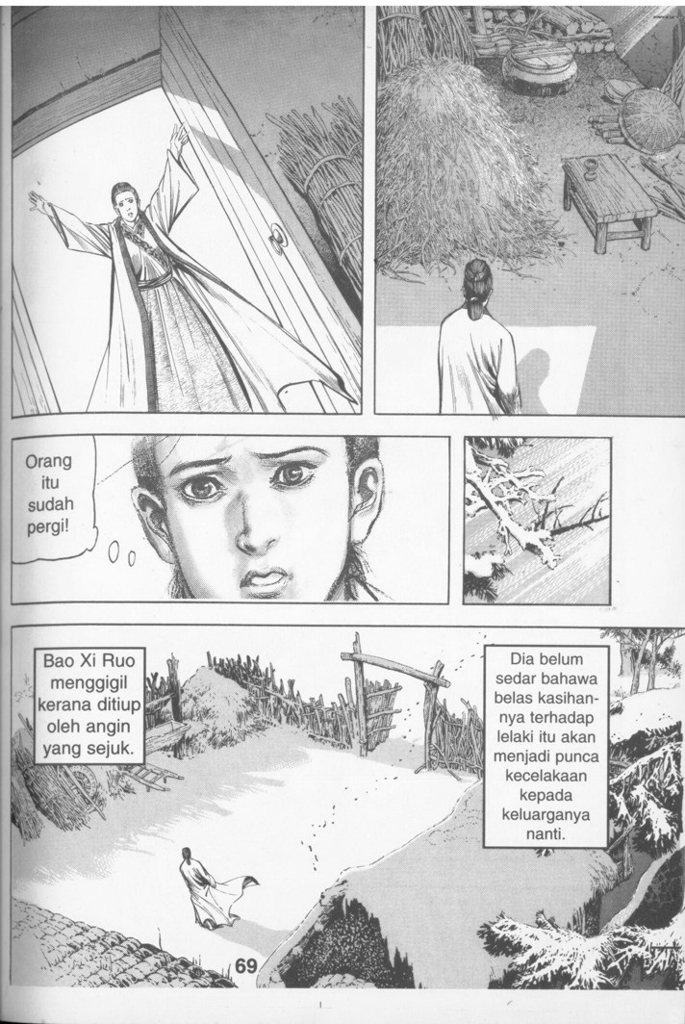 Orang
itu
sudah
pergi!
Bao Xi Ruo
menggigil
kerana ditiup
oleh angin
yang sejuk.
Dia belum
sedar bahawa
belas kasihan-
nya terhadap
lelaki itu akan
menjadi punca
kecelakaan
kepada
keluarganya
nanti.
69